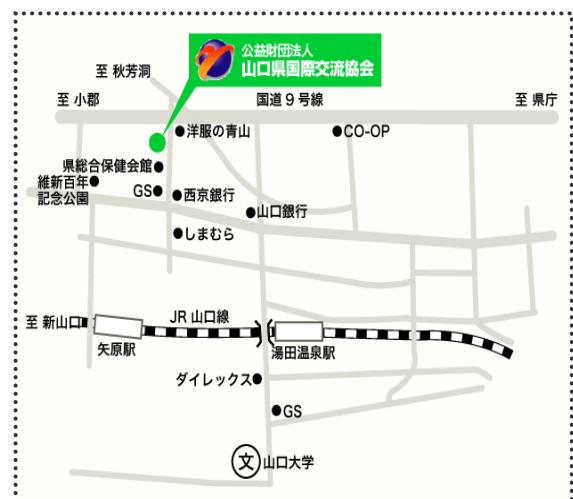 公益財団法人
山口県国際交流協会
至 秋芳洞
至 小郡
国道9号線
至 県庁
洋服の青山
CO-OP
県総合保健会館
維新百年
記念公園
GS
西京銀行
山口銀行
しまむら
至 新山口
JR 山口線
矢原駅
湯田温泉駅
ダイレックス
GS
文
山口大学